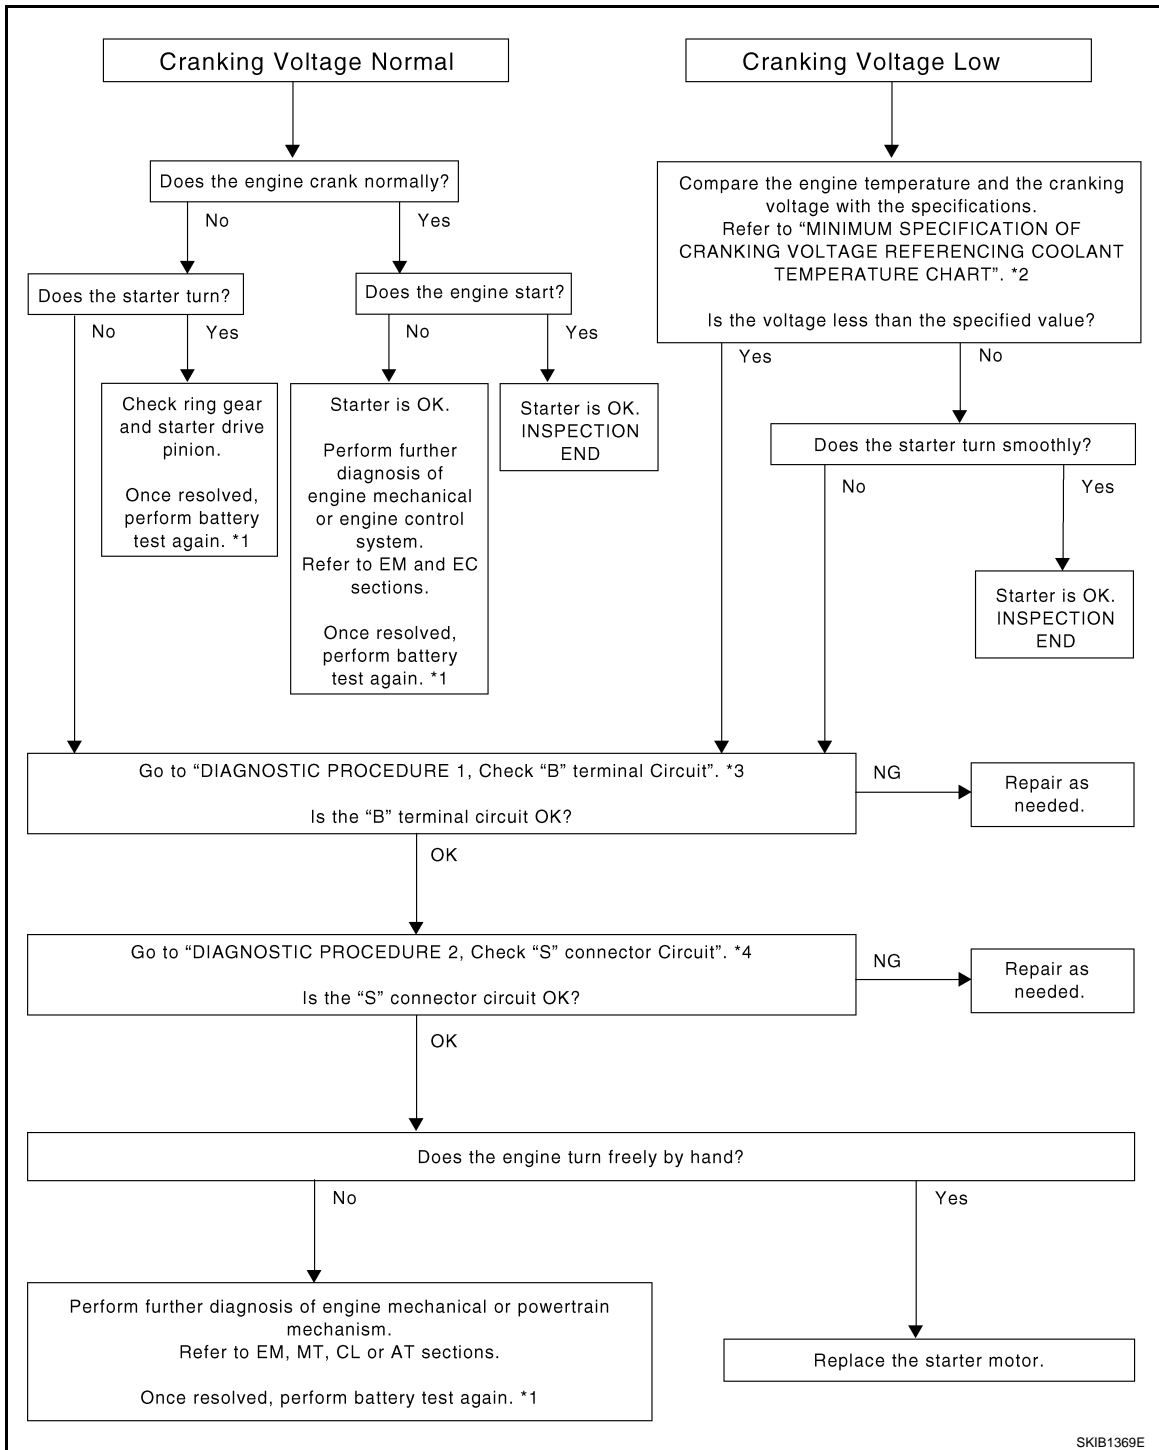 Cranking Voltage Normal
Does the engine crank normally?
No
Yes
Does the starter turn?
No
Yes
Does the engine start?
No
Yes
Check ring gear
and starter drive
pinion.
Once resolved,
perform battery
test again. *1
Starter is OK.
Perform further
diagnosis of
engine mechanical
or engine control
system.
Refer to EM and EC
sections.
Once resolved,
perform battery
test again. *1
Starter is OK.
INSPECTION
END
Cranking Voltage Low
Compare the engine temperature and the cranking
voltage with the specifications.
Refer to “MINIMUM SPECIFICATION OF
CRANKING VOLTAGE REFERENCING COOLANT
TEMPERATURE CHART”. *2
Is the voltage less than the specified value?
Yes
No
Does the starter turn smoothly?
No
Yes
Starter is OK.
INSPECTION
END
Go to “DIAGNOSTIC PROCEDURE 1, Check “B” terminal Circuit”. *3
Is the “B” terminal circuit OK?
NG
Repair as
needed.
OK
Go to “DIAGNOSTIC PROCEDURE 2, Check “S” connector Circuit”. *4
Is the “S” connector circuit OK?
NG
Repair as
needed.
OK
Does the engine turn freely by hand?
No
Yes
Perform further diagnosis of engine mechanical or powertrain
mechanism.
Refer to EM, MT, CL or AT sections.
Once resolved, perform battery test again. *1
Replace the starter motor.
SKIB1369E